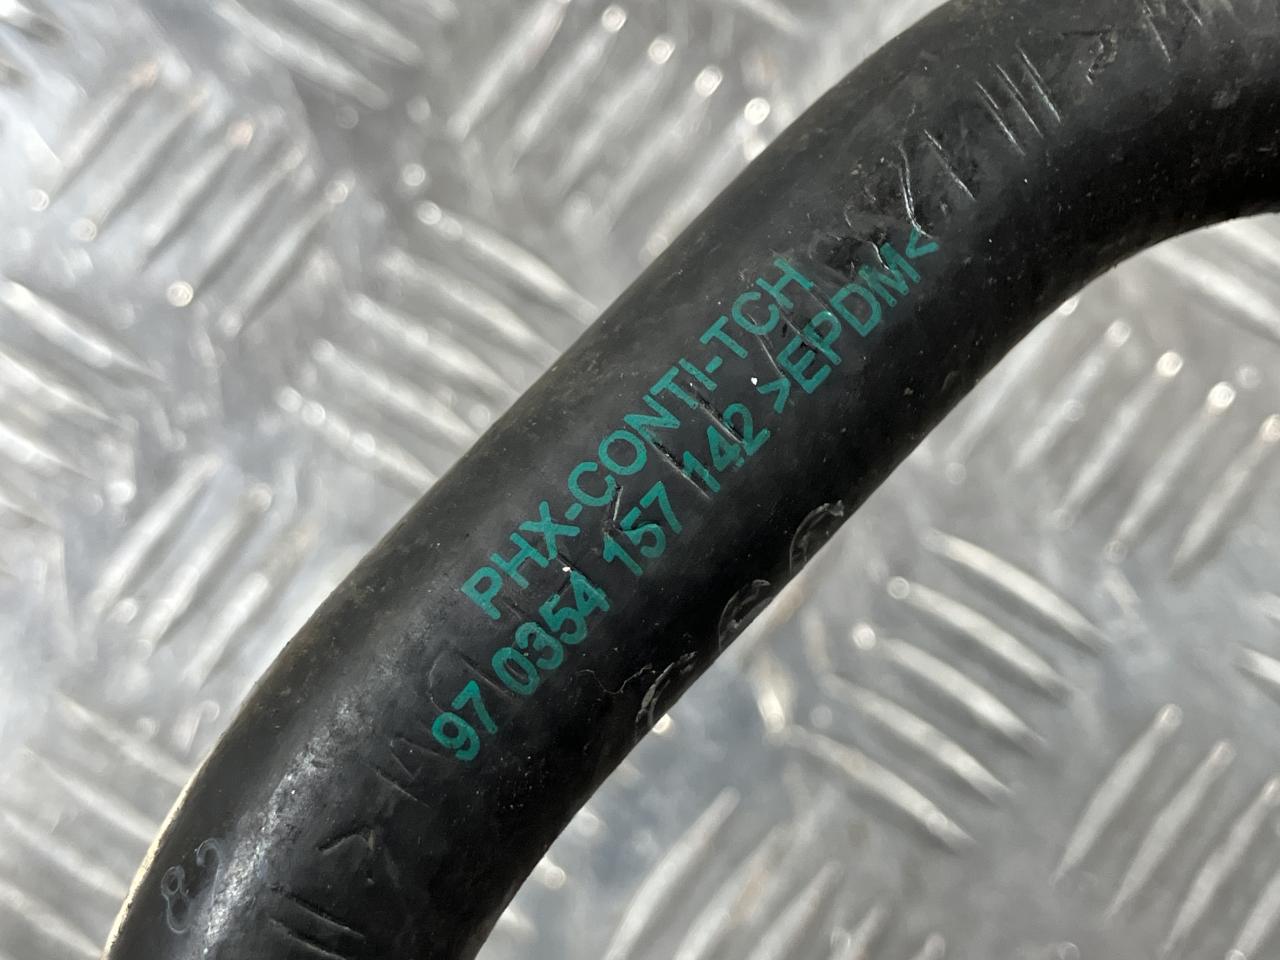 PHX-CONTI-TCH
97 0354 157 142 >EPDM<